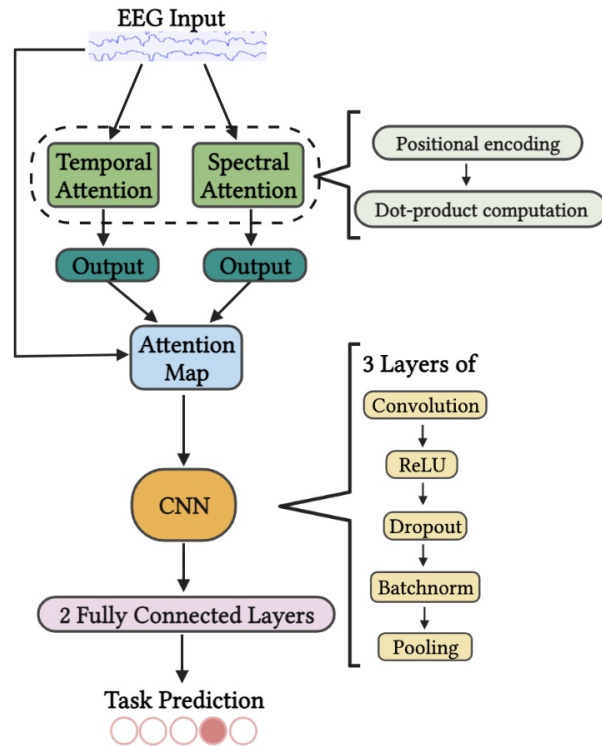 EEG Input
Temporal
Attention
Spectral
Attention
Positional encoding
Dot-product computation
Output
Output
Attention
Map
3 Layers of
Convolution
ReLU
CNN
Dropout
Batchnorm
2 Fully Connected Layers
Pooling
Task Prediction